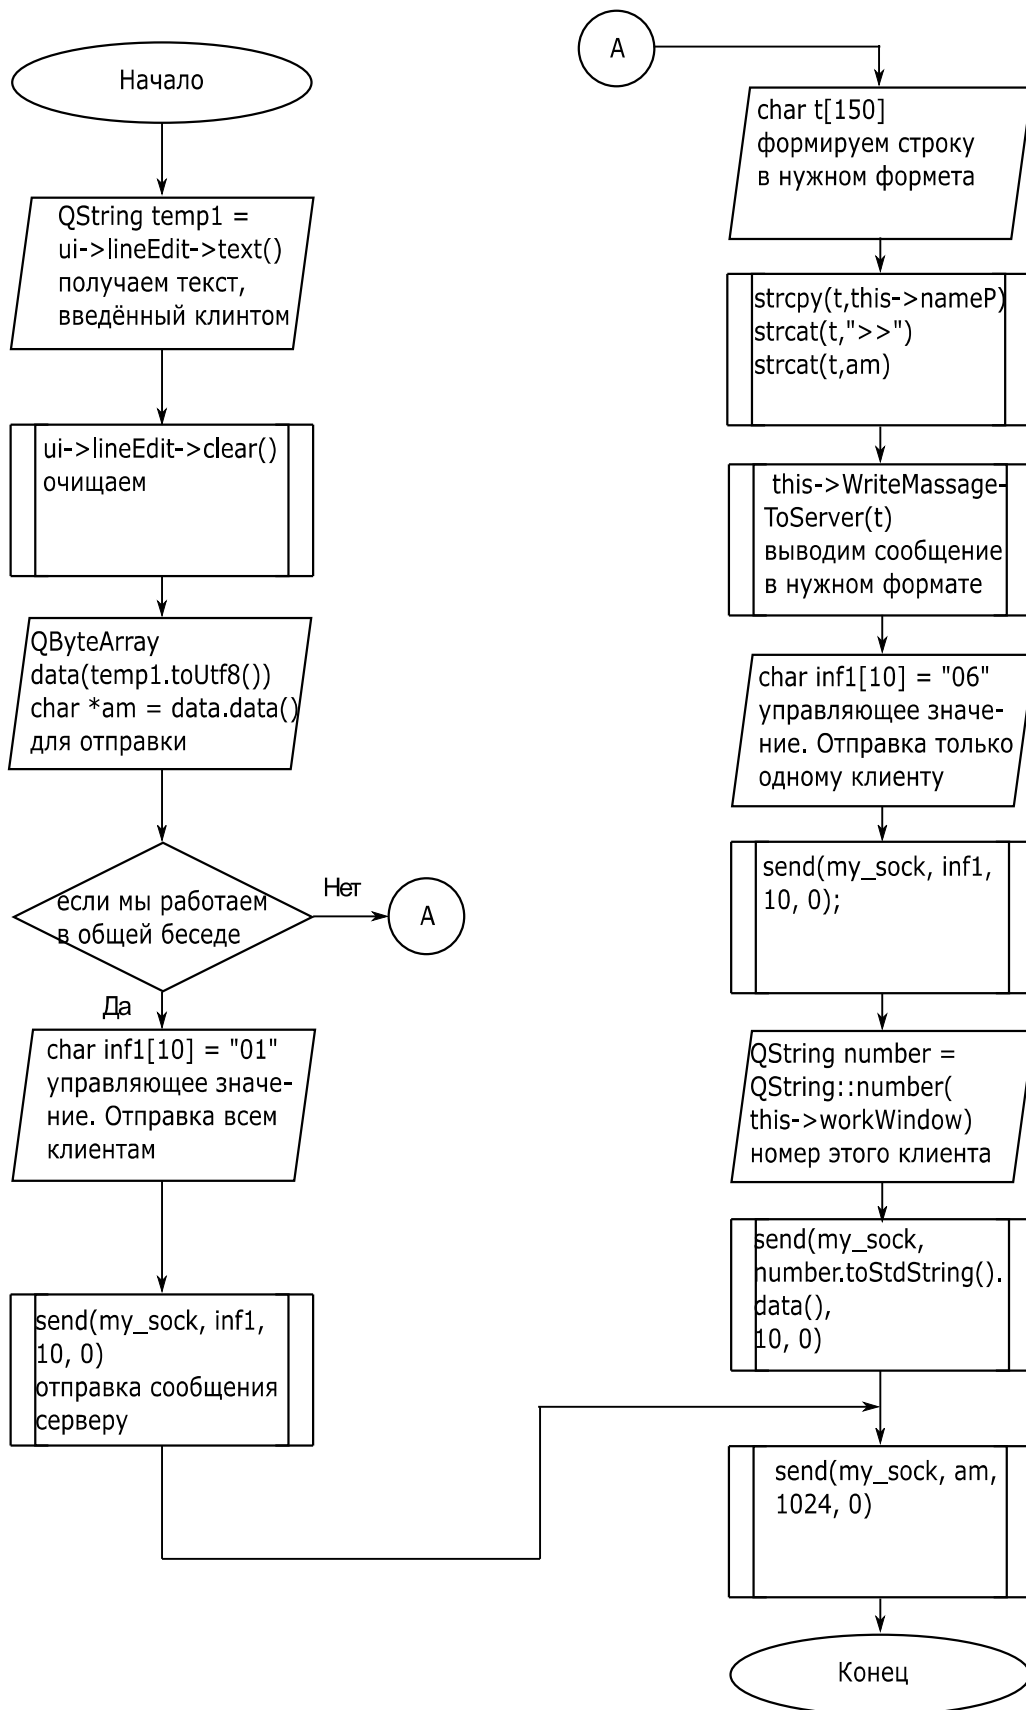 Начало
QString temp1 =
ui->lineEdit->text()
получаем текст,
введённый клинтом
ui->lineEdit->clear()
очищаем
QByteArray
data(temp1.toUtf8())
char *am = data.data()
для отправки
если мы работаем
в общей беседе
Нет
A
Да
char inf1[10] = "01"
управляющее значе-
ние. Отправка всем
клиентам
send(my_sock, inf1,
10, 0)
отправка сообщения
серверу
A
char t[150]
формируем строку
в нужном формета
strcpy(t,this->nameP)
strcat(t,">>")
strcat(t,am)
this->WriteMassage-
ToServer(t)
выводим сообщение
в нужном формате
char inf1[10] = "06"
управляющее значе-
ние. Отправка только
одному клиенту
send(my_sock, inf1,
10, 0);
QString number =
QString::number(
this->workWindow)
номер этого клиента
send(my_sock,
number.toStdString().
data(),
10, 0)
send(my_sock, am,
1024, 0)
Конец